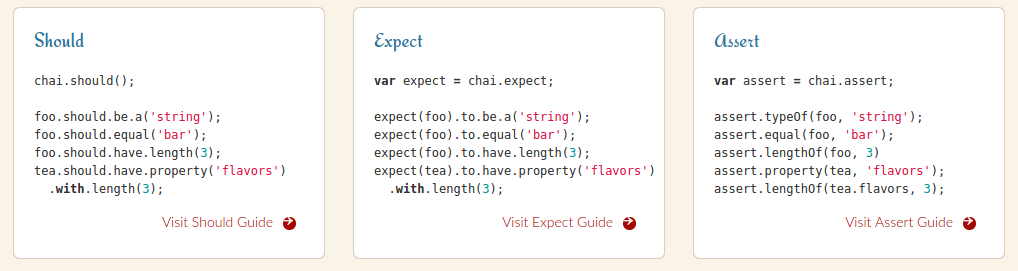 Should
chai.should();
foo.should.be.a('string');
foo.should.equal('bar');
foo.should.have.length(3);
tea.should.have.property('flavors')
  .with.length(3);
Visit Should Guide
Expect
var expect = chai.expect;
expect(foo).to.be.a('string');
expect(foo).to.equal('bar');
expect(foo).to.have.length(3);
expect(tea).to.have.property('flavors')
  .with.length(3);
Visit Expect Guide
Assert
var assert = chai.assert;
assert.typeOf(foo, 'string');
assert.equal(foo, 'bar');
assert.lengthOf(foo, 3)
assert.property(tea, 'flavors');
assert.lengthOf(tea.flavors, 3);
Visit Assert Guide